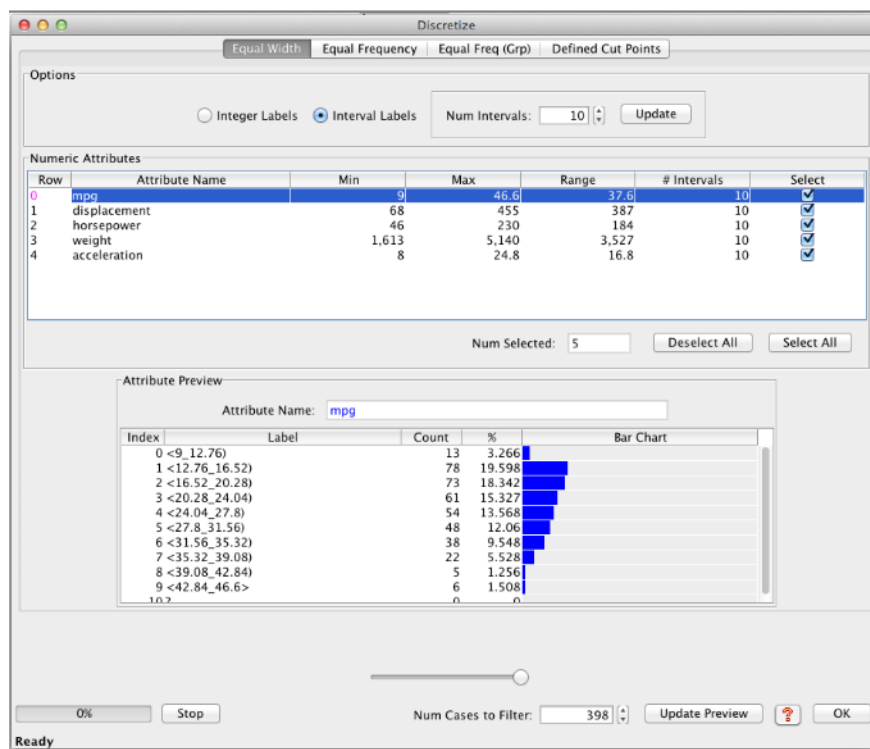 Discretize
Equal Width Equal Frequency Equal Freq (Grp) Defined Cut Points
Options
Integer Labels Interval Labels Num Intervals: 10 Update
Numeric Attributes
Row Attribute Name Min Max Range # Intervals Select
0 mpg 9 46.6 37.6 10
1 displacement 68 455 387 10
2 horsepower 46 230 184 10
3 weight 1,613 5,140 3,527 10
4 acceleration 8 24.8 16.8 10
Num Selected: 5 Deselect All Select All
Attribute Preview
Attribute Name: mpg
Index Label Count % Bar Chart
0 <9_12.76) 13 3.266
1 <12.76_16.52) 78 19.598
2 <16.52_20.28) 73 18.342
3 <20.28_24.04) 61 15.327
4 <24.04_27.8) 54 13.568
5 <27.8_31.56) 48 12.06
6 <31.56_35.32) 38 9.548
7 <35.32_39.08) 22 5.528
8 <39.08_42.84) 5 1.256
9 <42.84_46.6> 6 1.508
10 ? 0 0
0% Stop Num Cases to Filter: 398 Update Preview ? OK
Ready